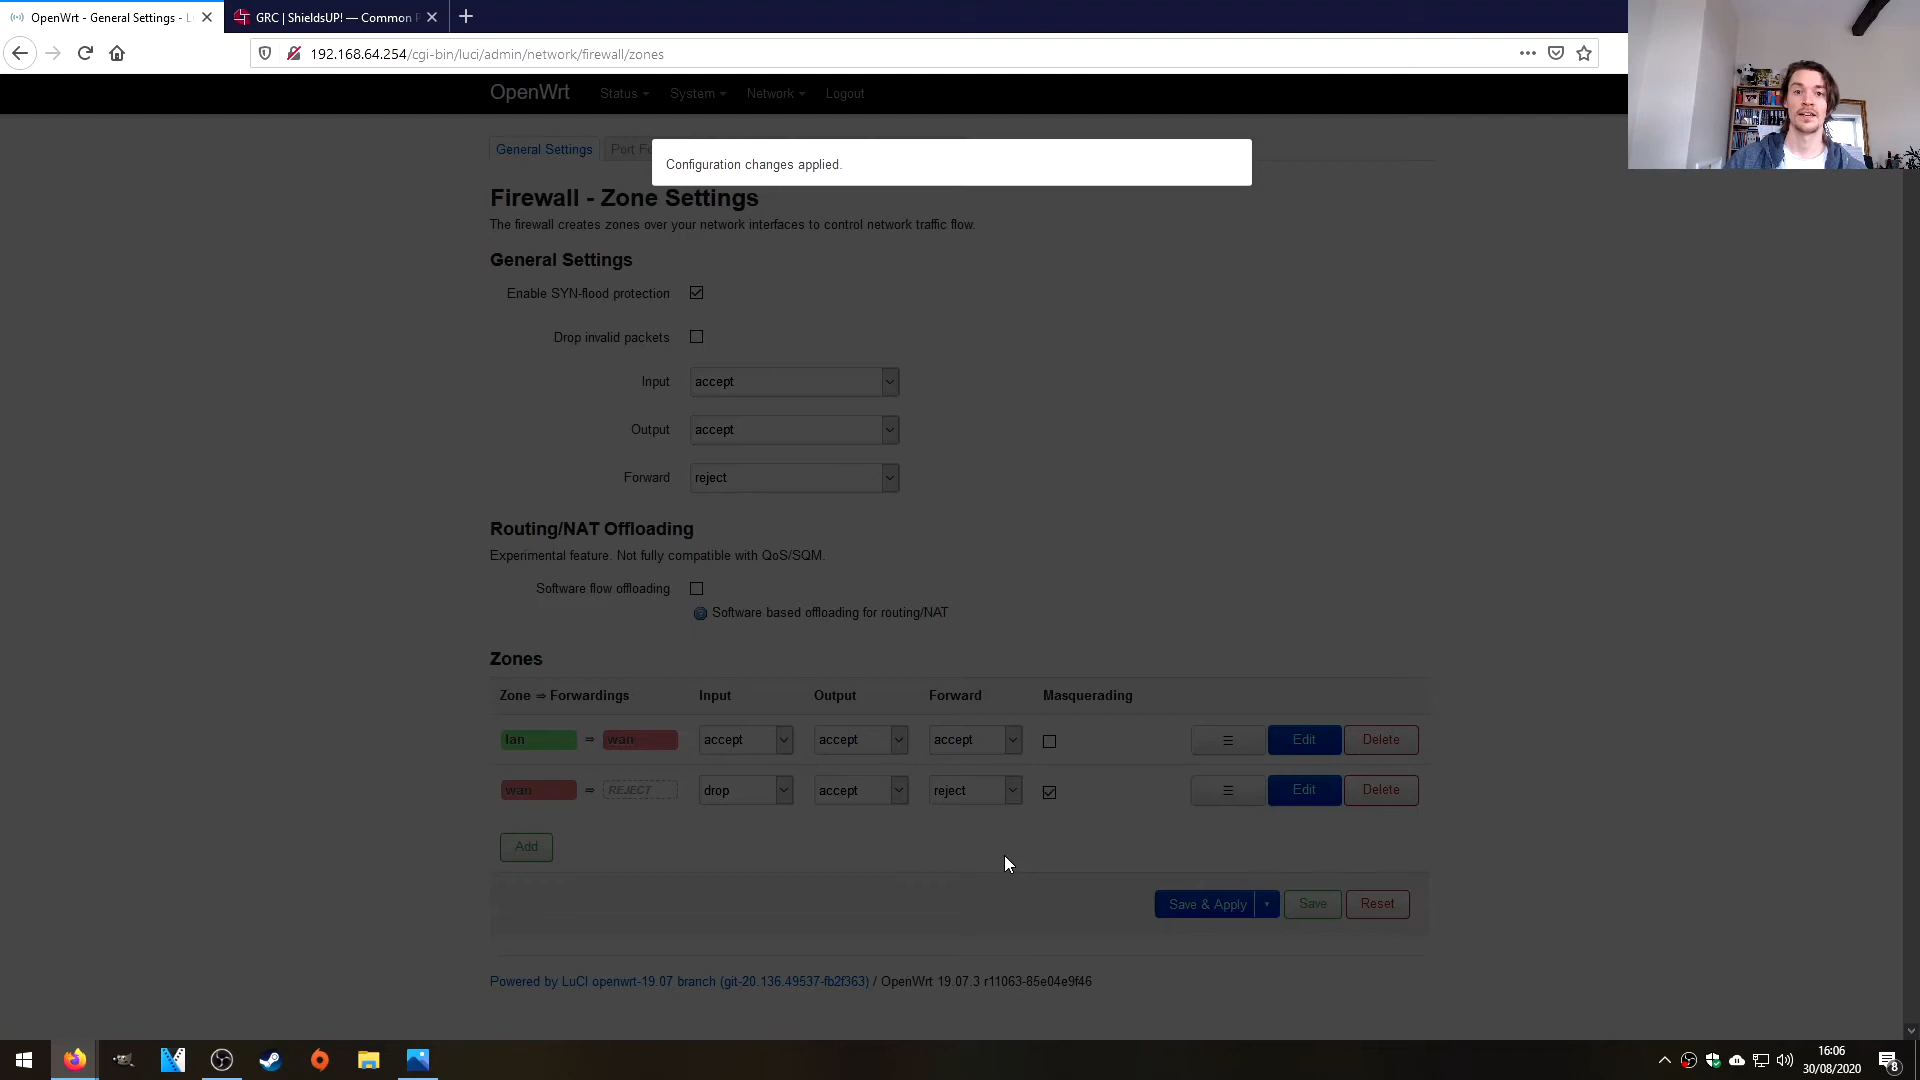 OpenWrt - General Settings - L
GRC | ShieldsUP! — Common P
192.168.64.254/cgi-bin/luci/admin/network/firewall/zones
OpenWrt Status System Network Logout
General Settings Port Fo
Configuration changes applied.
Firewall - Zone Settings
The firewall creates zones over your network interfaces to control network traffic flow.
General Settings
Enable SYN-flood protection
Drop invalid packets
Input accept
Output accept
Forward reject
Routing/NAT Offloading
Experimental feature. Not fully compatible with QoS/SQM.
Software flow offloading
Software based offloading for routing/NAT
Zones
Zone ⇒ Forwardings Input Output Forward Masquerading
lan ⇒ wan accept accept accept Edit Delete
wan ⇒ REJECT drop accept reject Edit Delete
Add
Save & Apply Save Reset
Powered by LuCI openwrt-19.07 branch (git-20.136.49537-fb2f363) / OpenWrt 19.07.3 r11063-85e04e9f46
16:06
30/08/2020
8